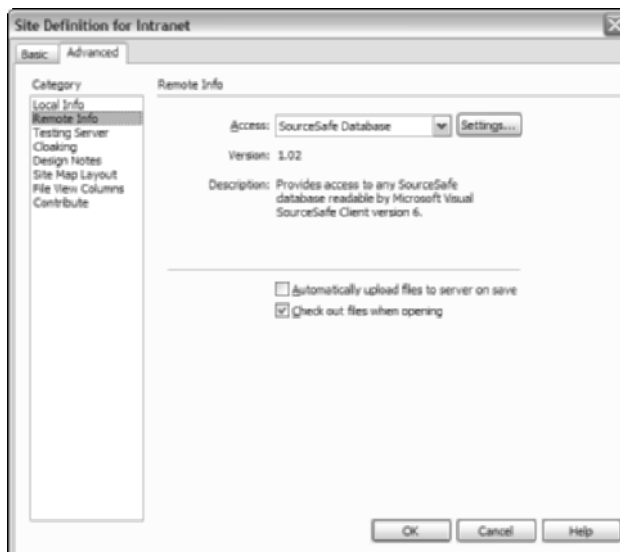 Site Definition for Intranet
Basic Advanced
Category
Local Info
Remote Info
Testing Server
Cloaking
Design Notes
Site Map Layout
File View Columns
Contribute
Remote Info
Access: SourceSafe Database Settings...
Version: 1.02
Description: Provides access to any SourceSafe
database readable by Microsoft Visual
SourceSafe Client version 6.
Automatically upload files to server on save
Check out files when opening
OK Cancel Help